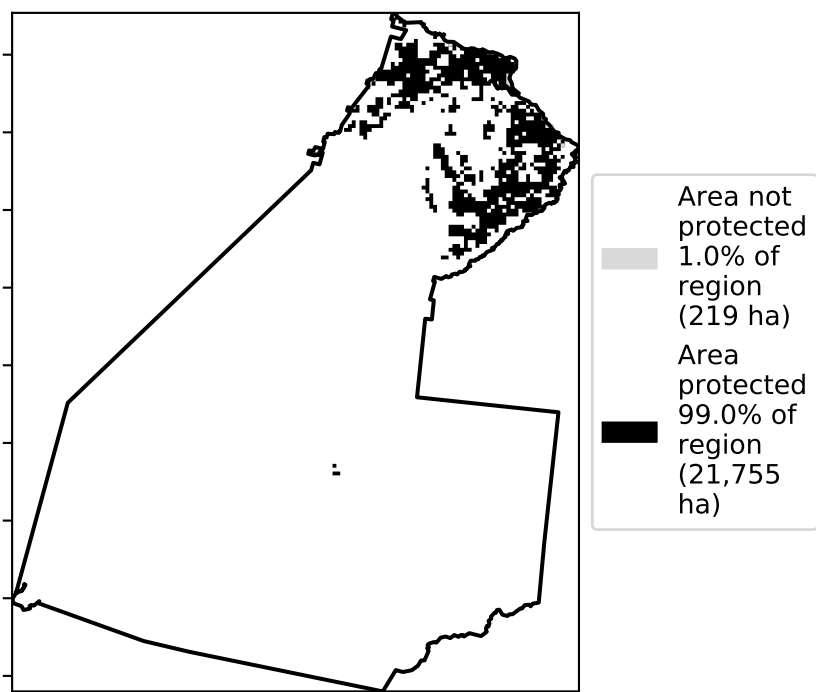 Area not
protected
1.0% of
region
(219 ha)
Area
protected
99.0% of
region
(21,755
ha)